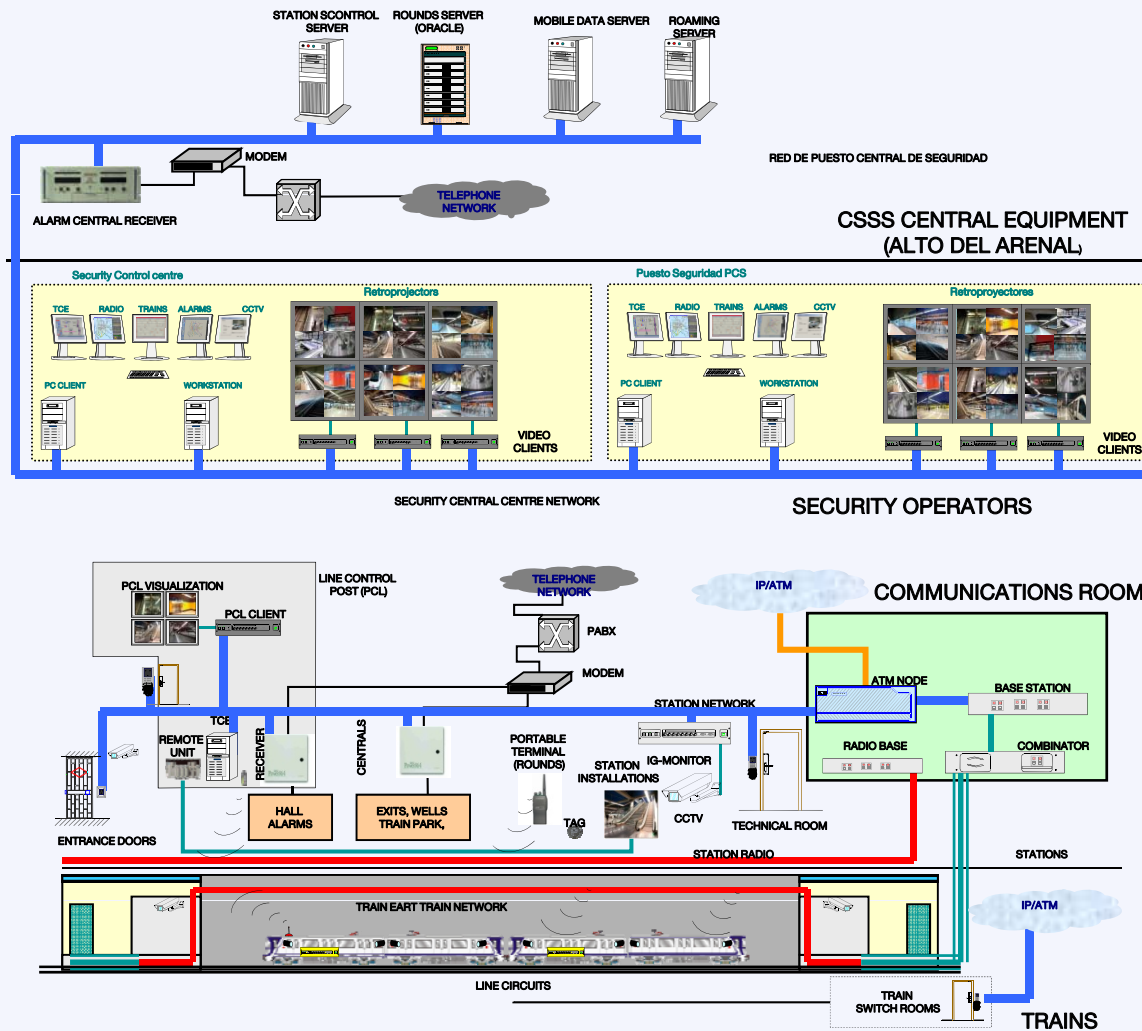 STATION SCONTROL
SERVER
ROUNDS SERVER
(ORACLE)
MOBILE DATA SERVER
ROAMING
SERVER
MODEM
RED DE PUESTO CENTRAL DE SEGURIDAD
TELEPHONE
NETWORK
ALARM CENTRAL RECEIVER
CSSS CENTRAL EQUIPMENT
(ALTO DEL ARENAL)
Security Control centre
Retroprojectors
TCE
RADIO
TRAINS
ALARMS
CCTV
PC CLIENT
WORKSTATION
VIDEO
CLIENTS
Puesto Seguridad PCS
Retroproyectores
TCE
RADIO
TRAINS
ALARMS
CCTV
PC CLIENT
WORKSTATION
VIDEO
CLIENTS
SECURITY CENTRAL CENTRE NETWORK
SECURITY OPERATORS
PCL VISUALIZATION
LINE CONTROL
POST (PCL)
PCL CLIENT
TELEPHONE
NETWORK
PABX
MODEM
IP/ATM
COMMUNICATIONS ROOM
ATM NODE
BASE STATION
RADIO BASE
COMBINATOR
STATION NETWORK
TCE
REMOTE
UNIT
RECEIVER
CENTRALS
PORTABLE
TERMINAL
(ROUNDS)
STATION
INSTALLATIONS
IG-MONITOR
TAG
CCTV
TECHNICAL ROOM
ENTRANCE DOORS
HALL
ALARMS
EXITS, WELLS
TRAIN PARK,
STATION RADIO
STATIONS
TRAIN EART TRAIN NETWORK
IP/ATM
LINE CIRCUITS
TRAIN
SWITCH ROOMS
TRAINS